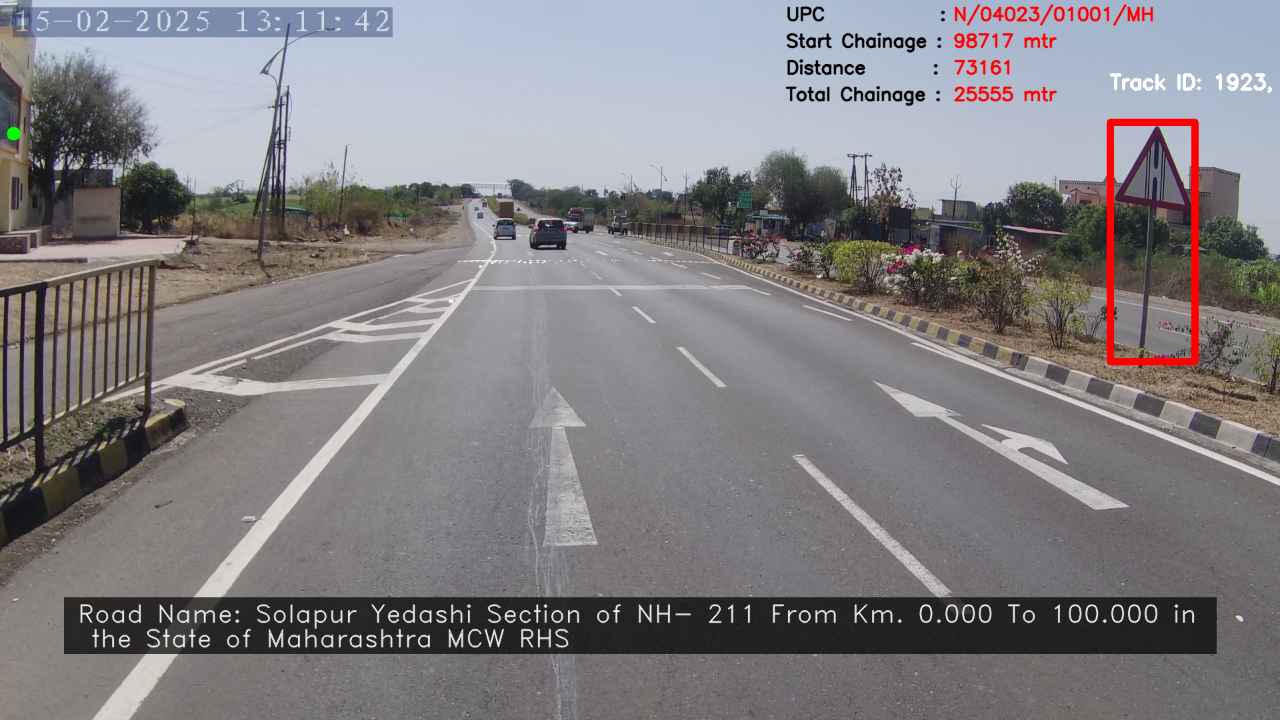 15-02-2025 13:11:42
UPC : N/04023/01001/MH
Start Chainage : 98717 mtr
Distance : 73161
Total Chainage : 25555 mtr
Track ID: 1923,
Road Name: Solapur Yedashi Section of NH- 211 From Km. 0.000 To 100.000 in
the State of Maharashtra MCW RHS